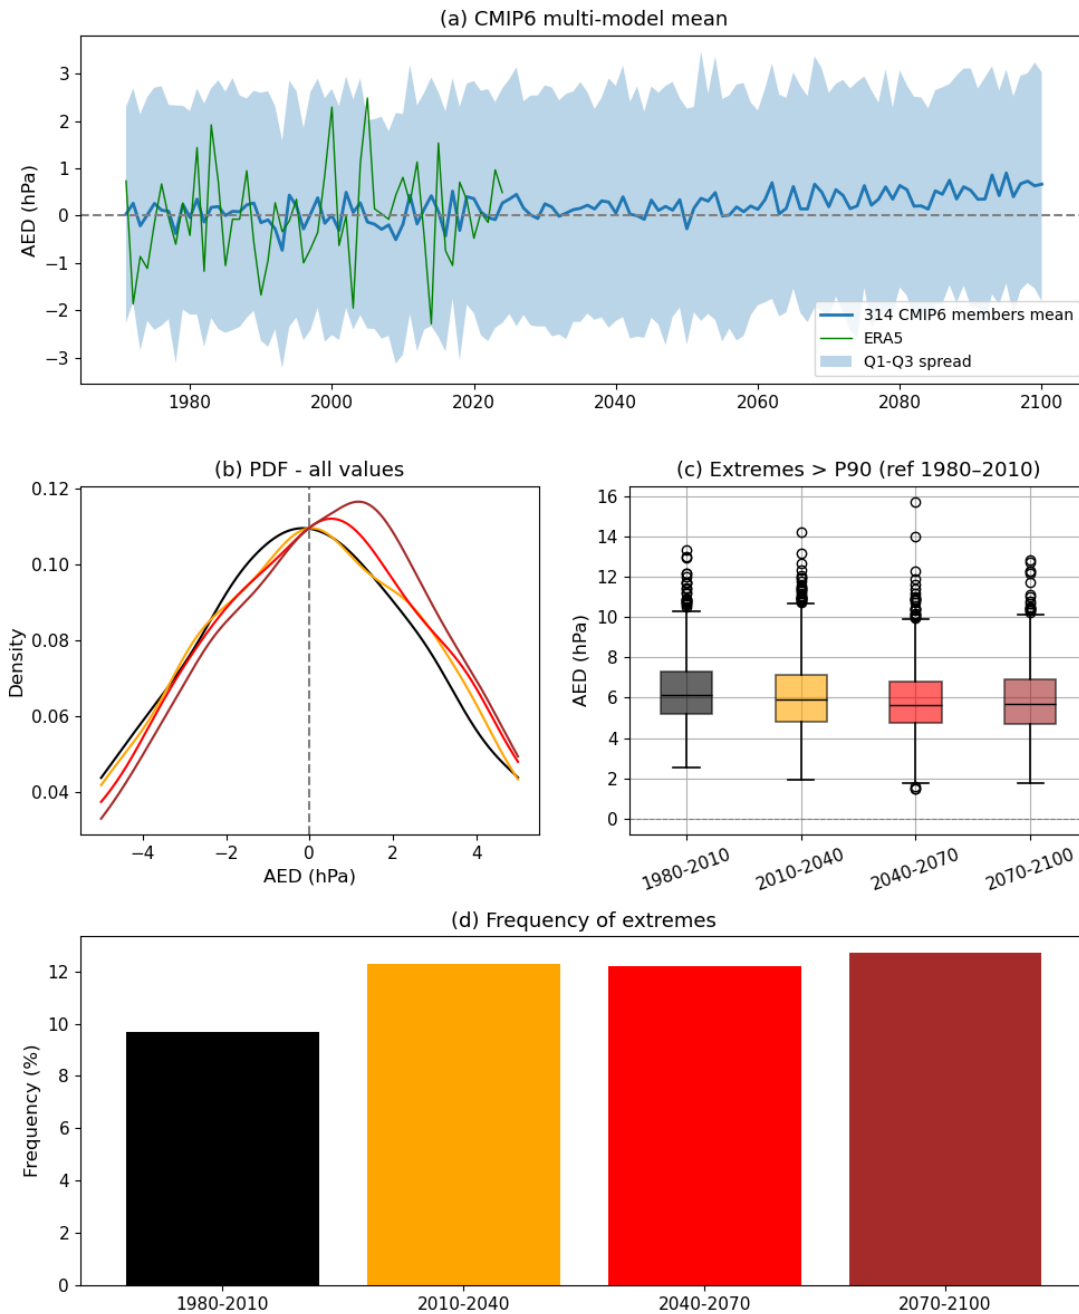 (a) CMIP6 multi-model mean
AED (hPa)
3
2
1
0
−1
−2
−3
314 CMIP6 members mean
ERA5
Q1-Q3 spread
1980 2000 2020 2040 2060 2080 2100
(b) PDF - all values
Density
0.12
0.10
0.08
0.06
0.04
−4 −2 0 2 4
AED (hPa)
(c) Extremes > P90 (ref 1980–2010)
AED (hPa)
16
14
12
10
8
6
4
2
0
1980-2010 2010-2040 2040-2070 2070-2100
(d) Frequency of extremes
Frequency (%)
12
10
8
6
4
2
0
1980-2010 2010-2040 2040-2070 2070-2100